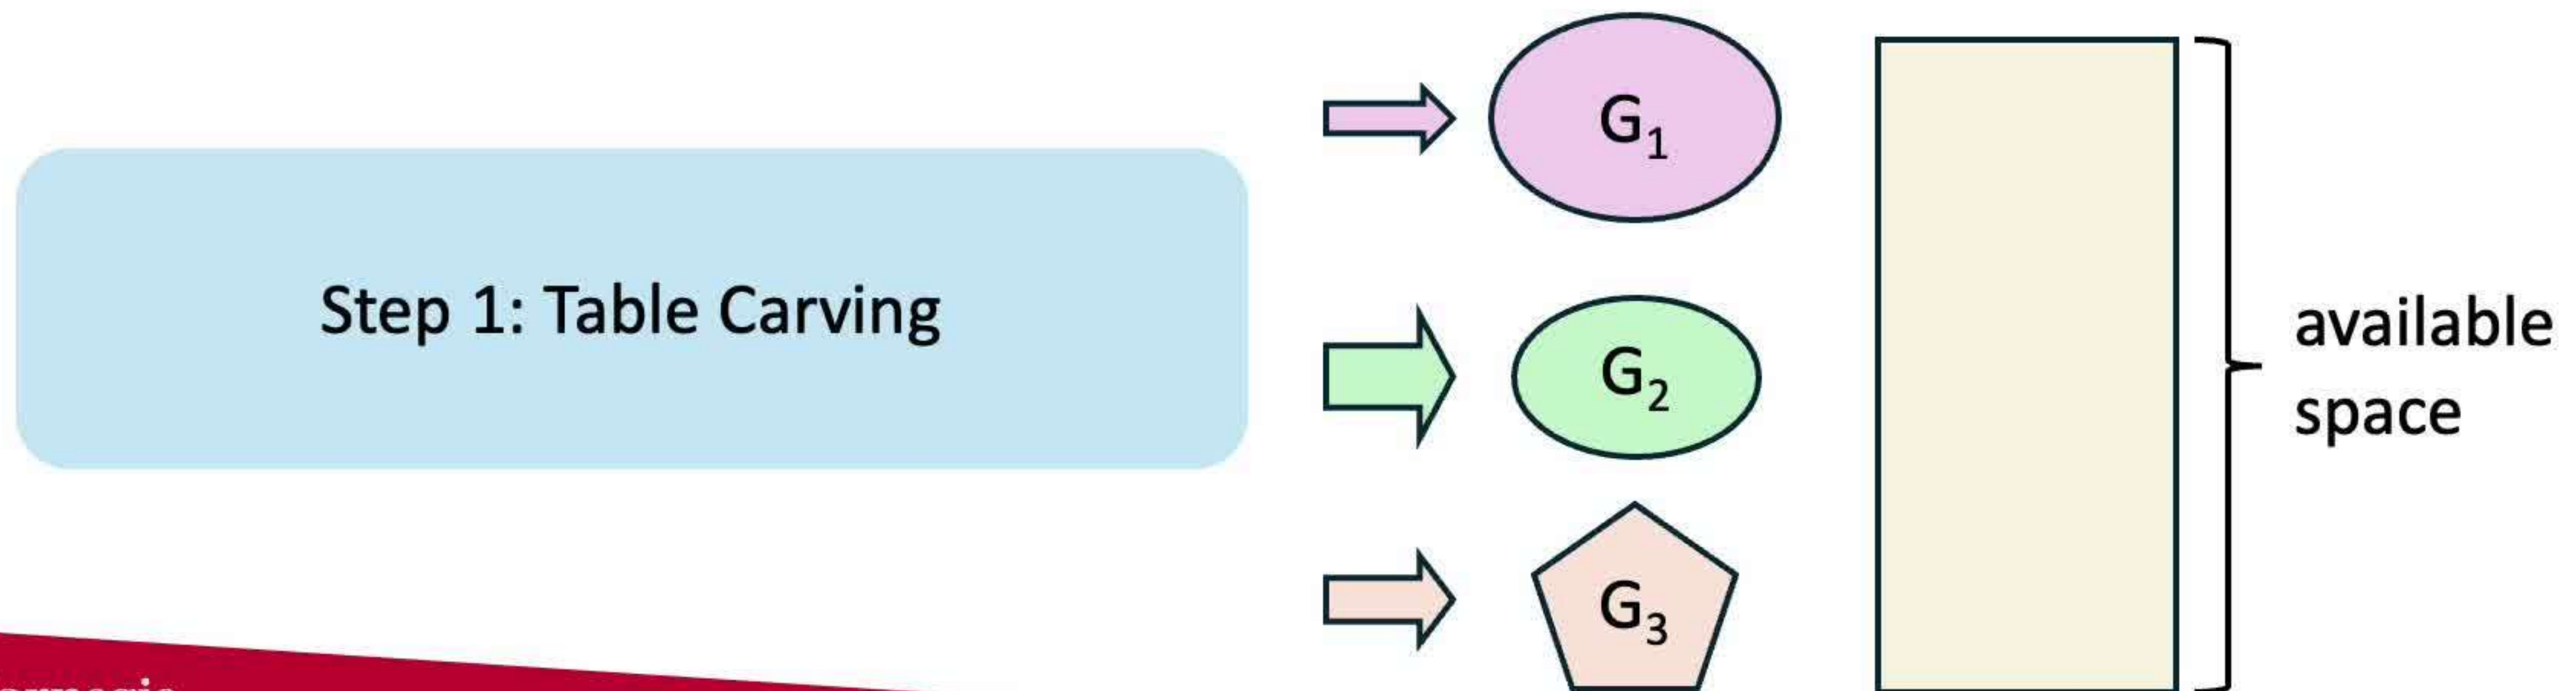 Step 1: Table Carving
G₁
G₂
G₃
available
space